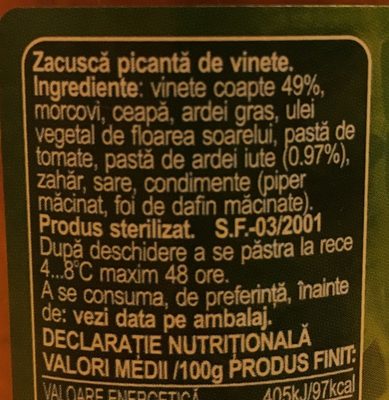 Zacuscă picantă de vinete.
Ingrediente: vinete coapte 49%,
morcovi, ceapă, ardei gras, ulei
vegetal de floarea soarelui, pastă de
tomate, pastă de ardei iute (0.97%),
zahăr, sare, condimente (piper
măcinat, foi de dafin măcinate).
Produs sterilizat. S.F.-03/2001
După deschidere a se păstra la rece
4...8°C maxim 48 ore.
A se consuma, de preferință, înainte
de: vezi data pe ambalaj.
DECLARAȚIE NUTRIȚIONALĂ
VALORI MEDII /100g PRODUS FINIT:
VALOARE ENERGETICĂ 405kJ/97kcal